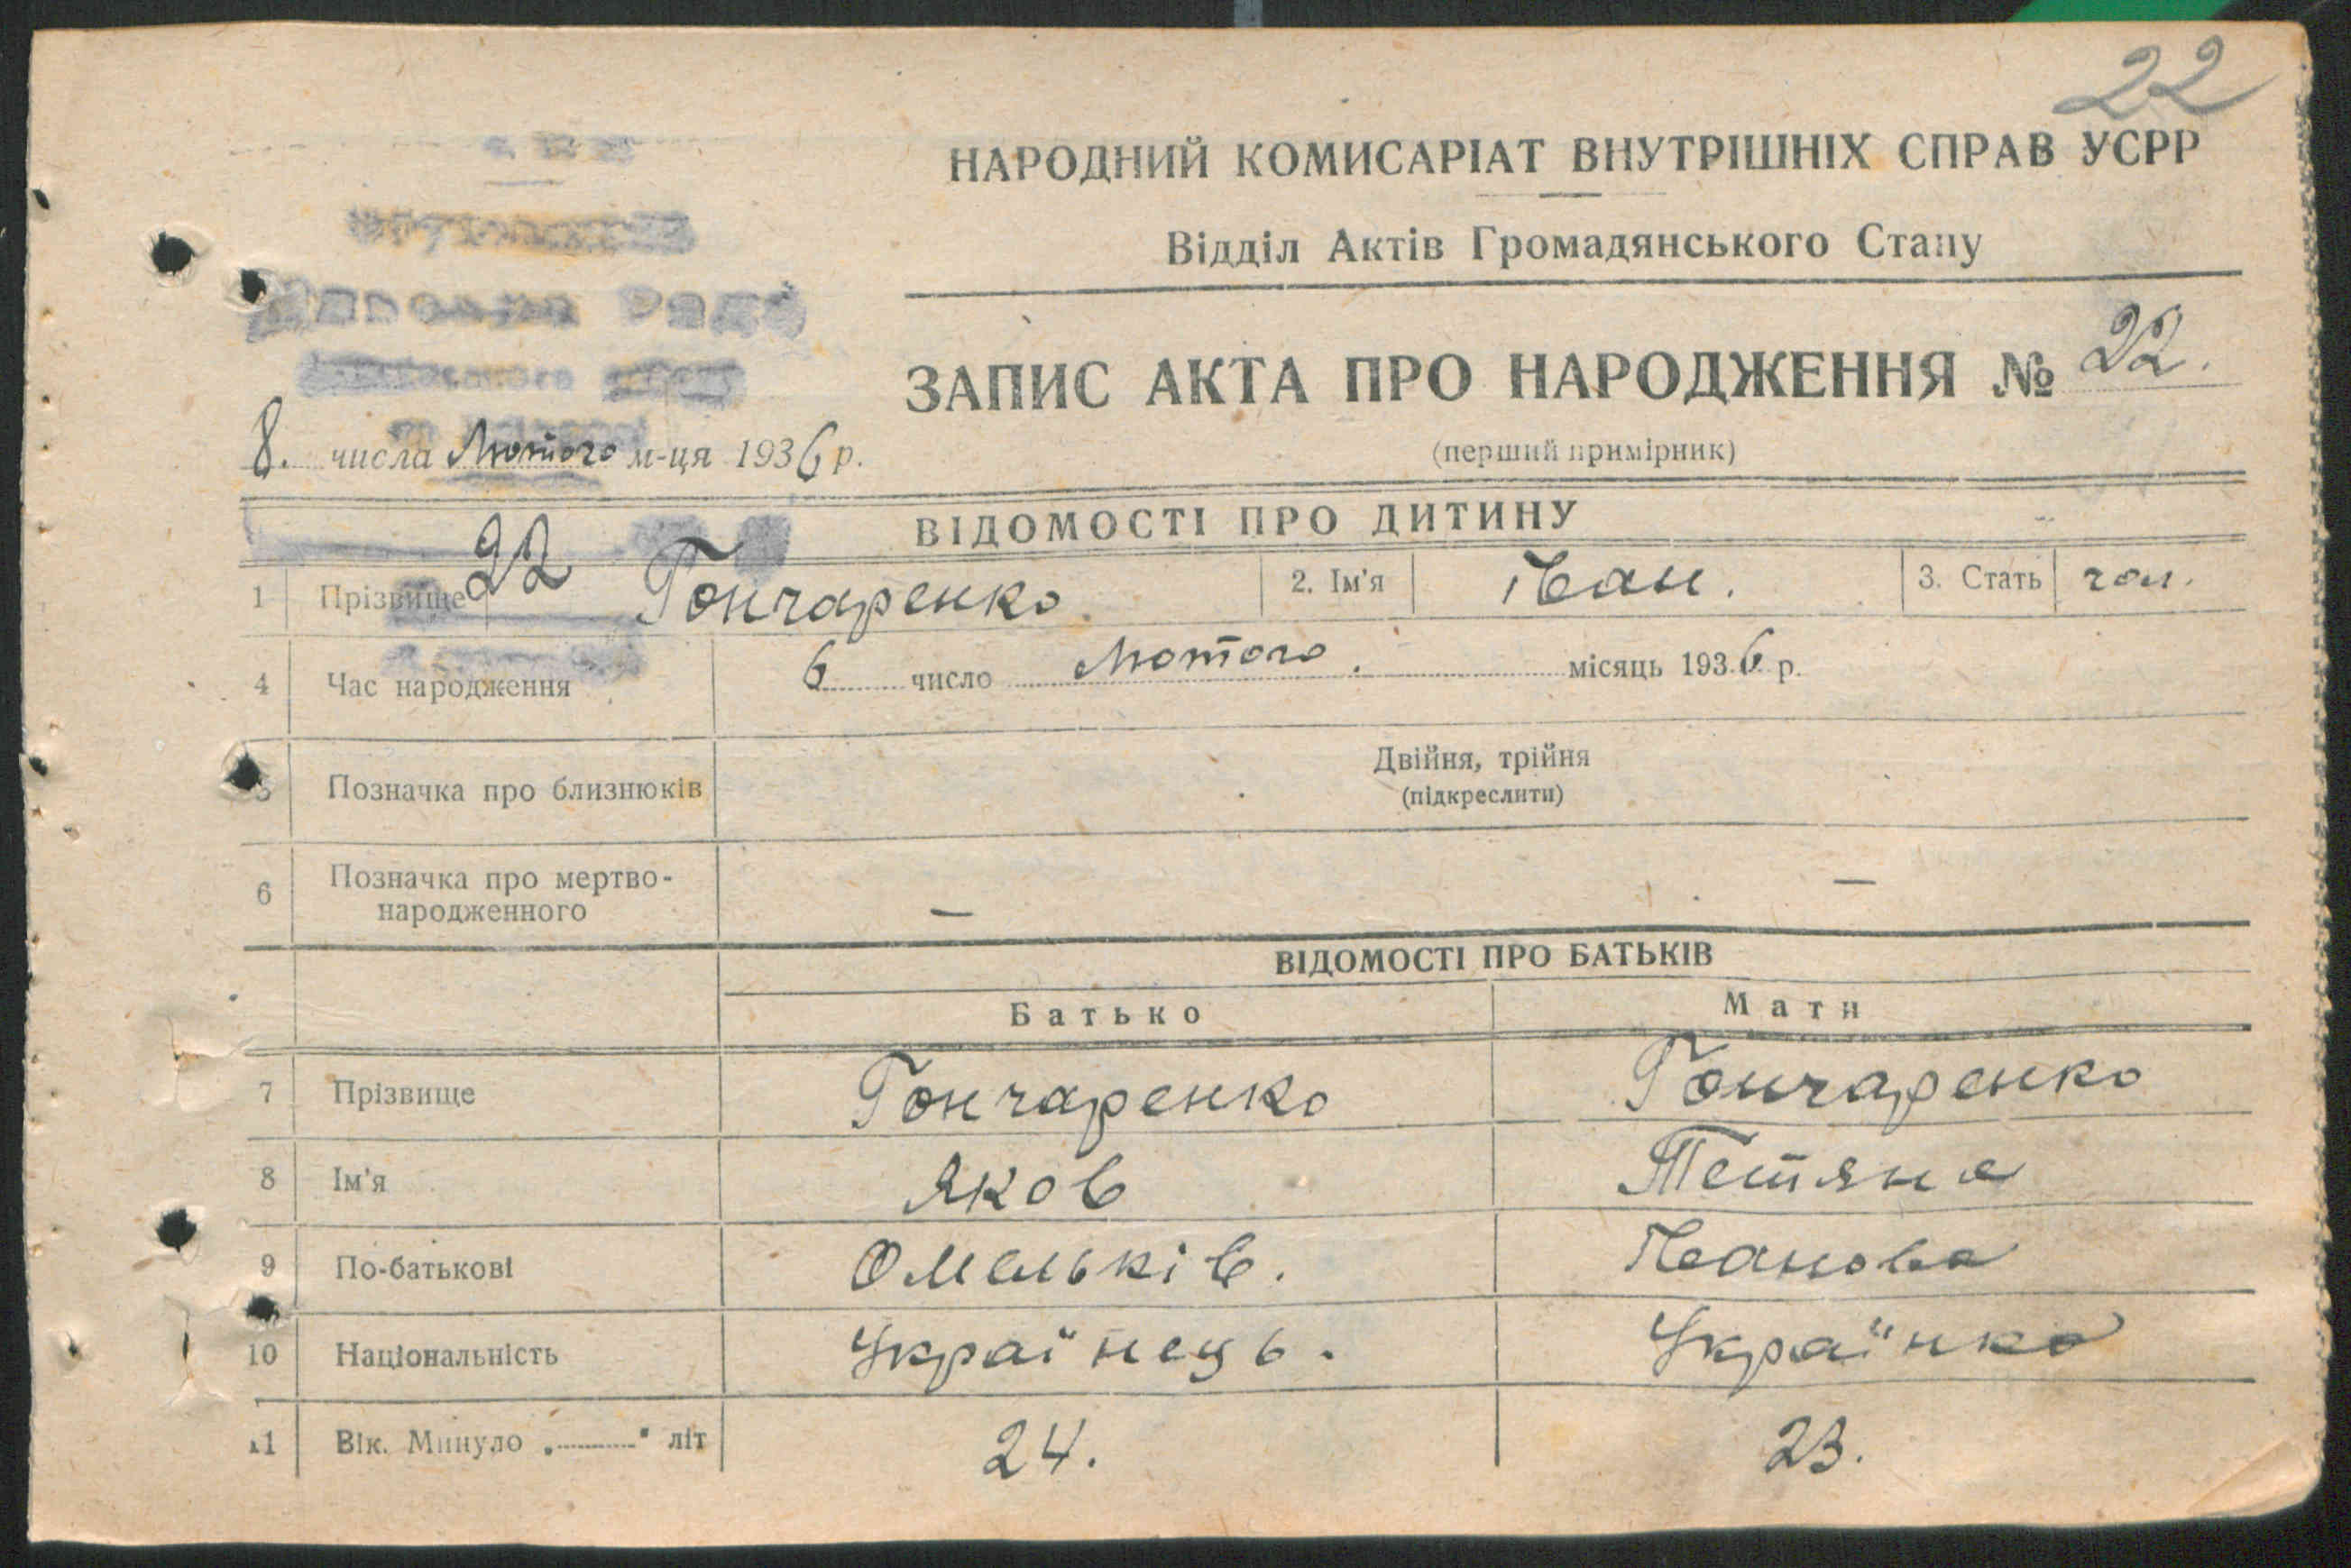 22
НАРОДНИЙ КОМИСАРІАТ ВНУТРІШНІХ СПРАВ УСРР
Відділ Актів Громадянського Стану
Рада
ЗАПИС АКТА ПРО НАРОДЖЕННЯ № 22.
(перший примірник)
8. числа Лютого м-ця 1936 р.
22
ВІДОМОСТІ ПРО ДИТИНУ
1 Прізвище Гончаренко 2. Ім'я Іван. 3. Стать чол.
4 Час народження 6 число Лютого. місяць 1936 р.
5 Позначка про близнюків Двійня, трійня
(підкреслити)
6 Позначка про мертво-
народженного — —
ВІДОМОСТІ ПРО БАТЬКІВ
Батько Мати
7 Прізвище Гончаренко Гончаренко
8 Ім'я Яков Тетяна
9 По-батькові Омельків. Іванова
10 Національність Українець. Українка
11 Вік. Минуло „ " літ 24. 23.